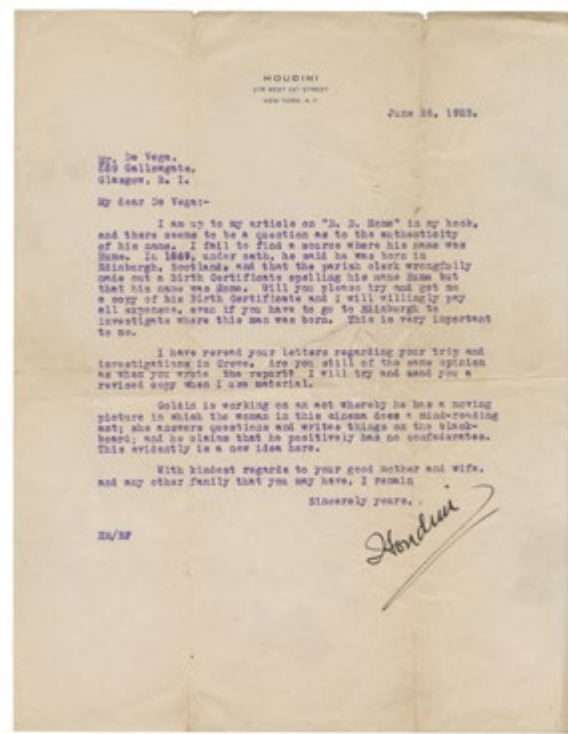 HOUDINI
278 WEST 113 STREET
NEW YORK, N.Y.
June 26, 1923.
Mr. De Vega,
Gallowgate,
Glasgow, B. I.
My dear De Vega:-
I am up to my article on "D. D. Home" in my book,
and there seems to be a question as to the authenticity
of his name. I fail to find a source where his name was
Hume. In 1869, under oath, he said he was born in
Edinburgh, Scotland, and that the parish clerk wrongfully
made out a Birth Certificate spelling his name Hume but
that his name was Home. Will you please try and get me
a copy of his Birth Certificate and I will willingly pay
all expenses, even if you have to go to Edinburgh to
investigate where this man was born. This is very important
to me.
I have reread your letters regarding your trip and
investigations in Crewe. Are you still of the same opinion
as when you wrote the report? I will try and send you a
revised copy when I use material.
Goldin is working on an act whereby he has a moving
picture in which the woman in this cinema does a mind-reading
act; she answers questions and writes things on the black-
board; and he claims that he positively has no confederates.
This evidently is a new idea here.
With kindest regards to your good mother and wife,
and any other family that you may have, I remain
Sincerely yours,
Houdini